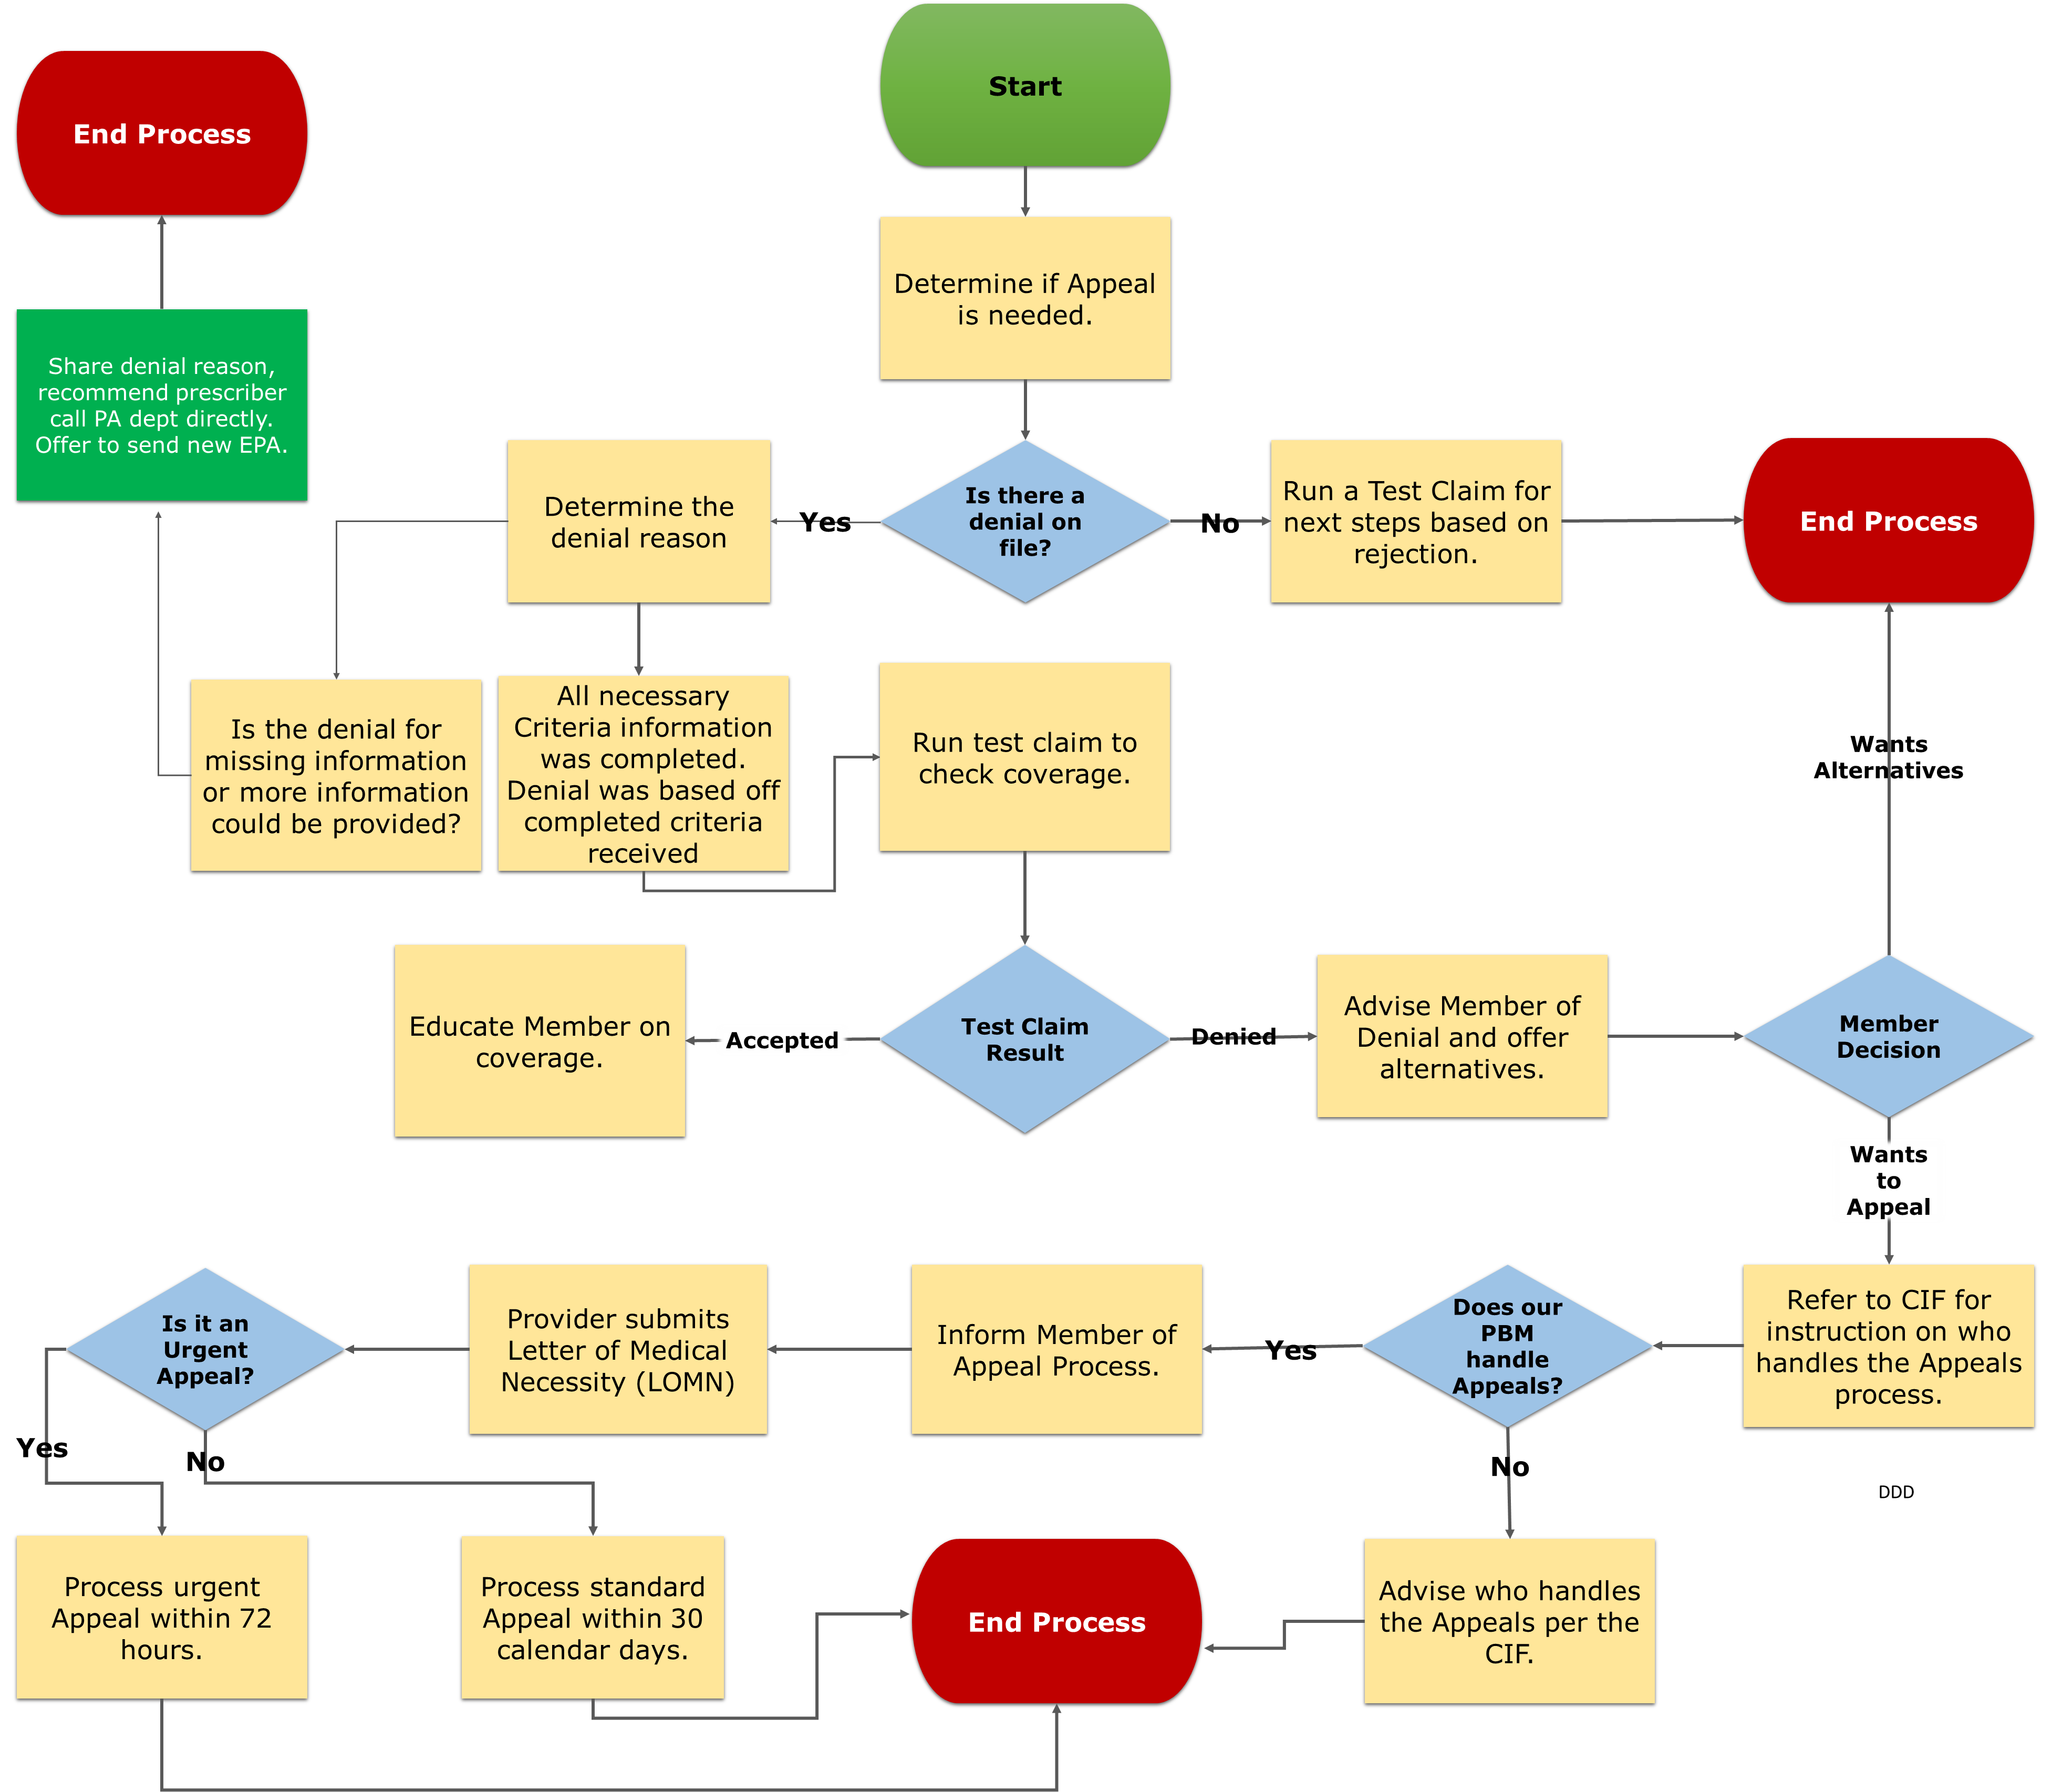 Start
End Process
Determine if Appeal
is needed.
Share denial reason,
recommend prescriber
call PA dept directly.
Offer to send new EPA.
Determine the
denial reason
Yes
Is there a
denial on
file?
No
Run a Test Claim for
next steps based on
rejection.
End Process
Is the denial for
missing information
or more information
could be provided?
All necessary
Criteria information
was completed.
Denial was based off
completed criteria
received
Run test claim to
check coverage.
Wants
Alternatives
Educate Member on
coverage.
Accepted
Test Claim
Result
Denied
Advise Member of
Denial and offer
alternatives.
Member
Decision
Wants
to
Appeal
Is it an
Urgent
Appeal?
Provider submits
Letter of Medical
Necessity (LOMN)
Inform Member of
Appeal Process.
Yes
Does our
PBM
handle
Appeals?
Refer to CIF for
instruction on who
handles the Appeals
process.
Yes
No
No
DDD
Process urgent
Appeal within 72
hours.
Process standard
Appeal within 30
calendar days.
End Process
Advise who handles
the Appeals per the
CIF.